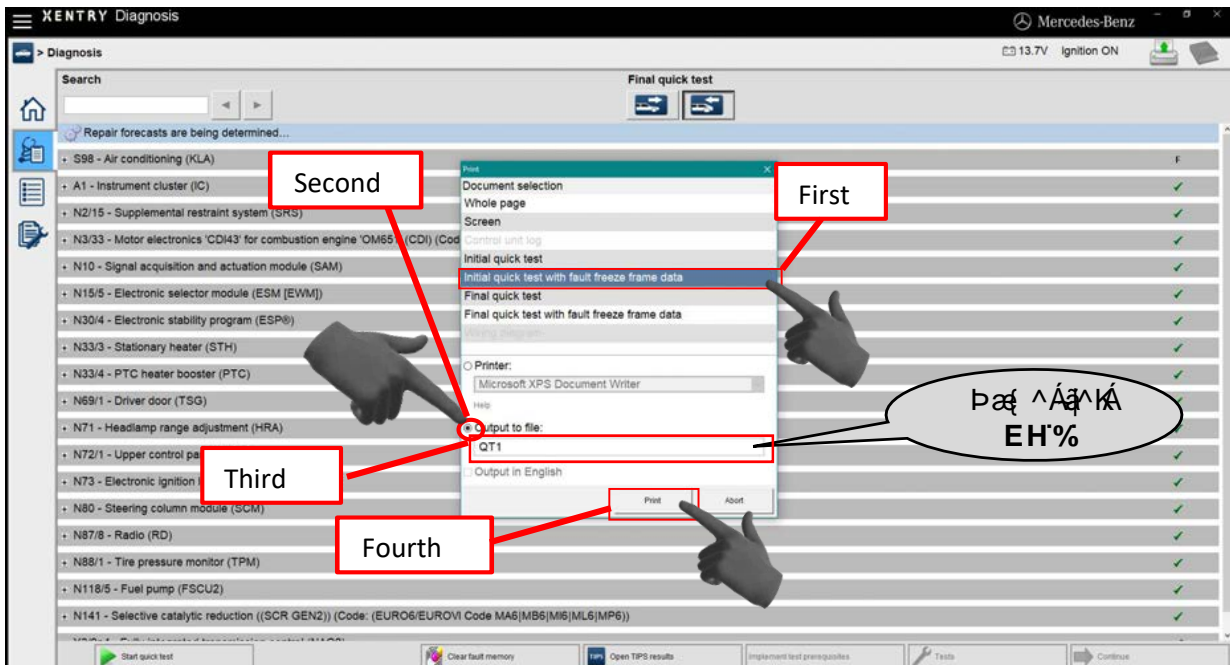 XENTRY Diagnosis
Mercedes-Benz
> Diagnosis
13.7V Ignition ON
Search
Final quick test
Repair forecasts are being determined...
+ S98 - Air conditioning (KLA) F
+ A1 - Instrument cluster (IC) ✓
+ N2/15 - Supplemental restraint system (SRS) ✓
+ N3/33 - Motor electronics 'CDI43' for combustion engine 'OM651' (CDI) (Cod ✓
+ N10 - Signal acquisition and actuation module (SAM) ✓
+ N15/5 - Electronic selector module (ESM [EWM]) ✓
+ N30/4 - Electronic stability program (ESP®) ✓
+ N33/3 - Stationary heater (STH) ✓
+ N33/4 - PTC heater booster (PTC) ✓
+ N69/1 - Driver door (TSG)
+ N71 - Headlamp range adjustment (HRA)
+ N72/1 - Upper control pa
+ N73 - Electronic ignition ✓
+ N80 - Steering column module (SCM) ✓
+ N87/8 - Radio (RD) ✓
+ N88/1 - Tire pressure monitor (TPM) ✓
+ N118/5 - Fuel pump (FSCU2) ✓
+ N141 - Selective catalytic reduction ((SCR GEN2)) (Code: (EURO6/EUROVI Code MA6|MB6|MI6|ML6|MP6)) ✓
Print
Document selection
Whole page
Screen
Control unit log
Initial quick test
Initial quick test with fault freeze frame data
Final quick test
Final quick test with fault freeze frame data
Wiring diagram
Printer:
Microsoft XPS Document Writer
Help
Output to file:
QT1
Output in English
Print
Abort
First
Second
Third
Fourth
Start quick test
Clear fault memory
TIPS Open TIPS results
Implement test prerequisites
Tests
Continue